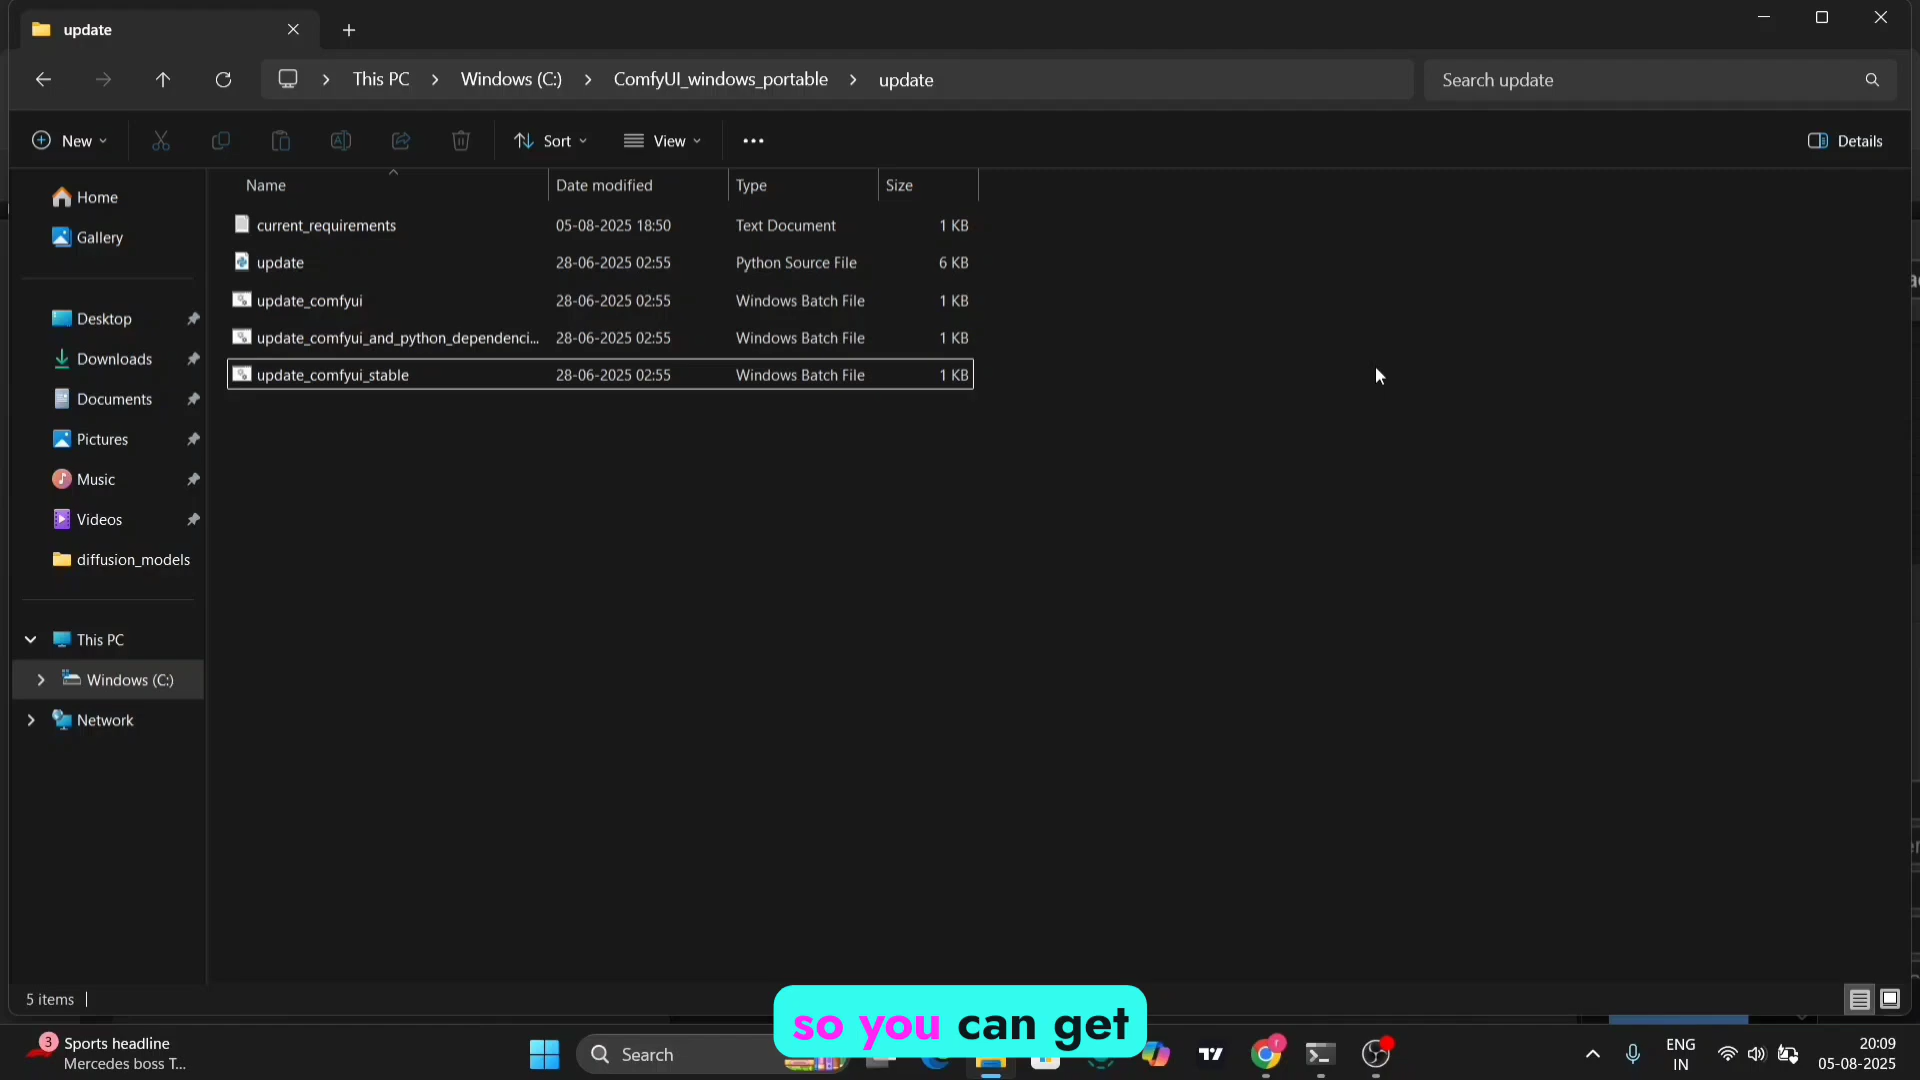 update
This PC
Windows (C:)
ComfyUI_windows_portable
update
Search update
New
Sort
View
Details
Name
Date modified
Type
Size
current_requirements
05-08-2025 18:50
Text Document
1 KB
update
28-06-2025 02:55
Python Source File
6 KB
update_comfyui
28-06-2025 02:55
Windows Batch File
1 KB
update_comfyui_and_python_dependenci...
28-06-2025 02:55
Windows Batch File
1 KB
update_comfyui_stable
28-06-2025 02:55
Windows Batch File
1 KB
Home
Gallery
Desktop
Downloads
Documents
Pictures
Music
Videos
diffusion_models
This PC
Windows (C:)
Network
5 items
so you can get
3
Sports headline
Mercedes boss T...
Search
ENG
IN
20:09
05-08-2025